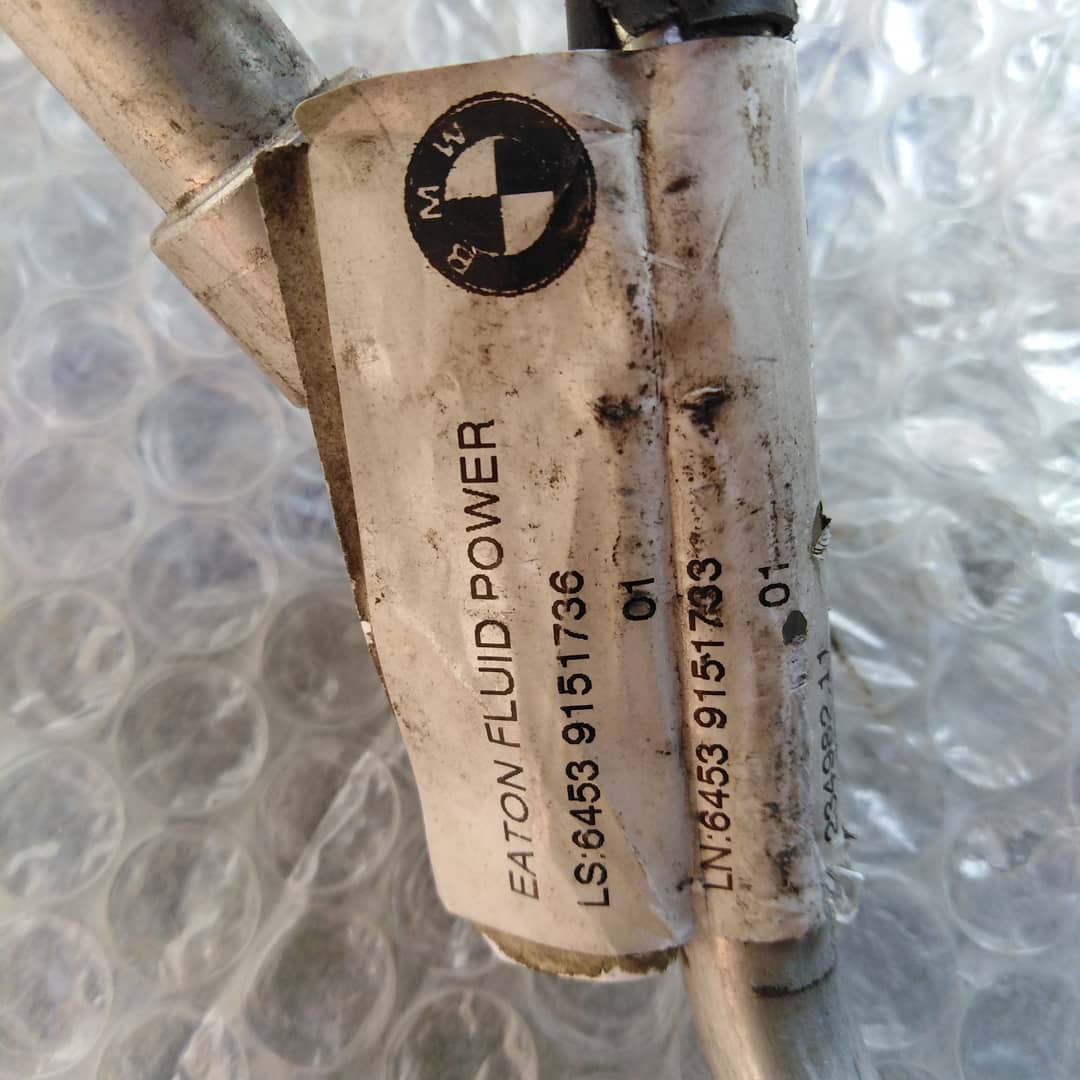 BMW
EATON FLUID POWER
LS:6453 9151736
01
LN:6453 9151733
01